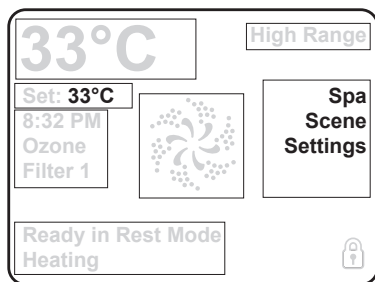 33°C
High Range
Set: 33°C
8:32 PM
Ozone
Filter 1
Spa
Scene
Settings
Ready in Rest Mode
Heating